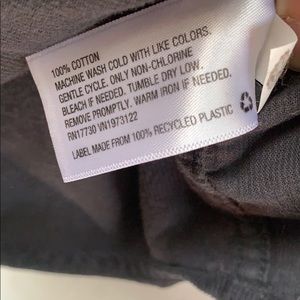 100% COTTON
MACHINE WASH COLD WITH LIKE COLORS.
GENTLE CYCLE. ONLY NON-CHLORINE
BLEACH IF NEEDED. TUMBLE DRY LOW.
REMOVE PROMPTLY. WARM IRON IF NEEDED.
RN17730 VN1973122
LABEL MADE FROM 100% RECYCLED PLASTIC